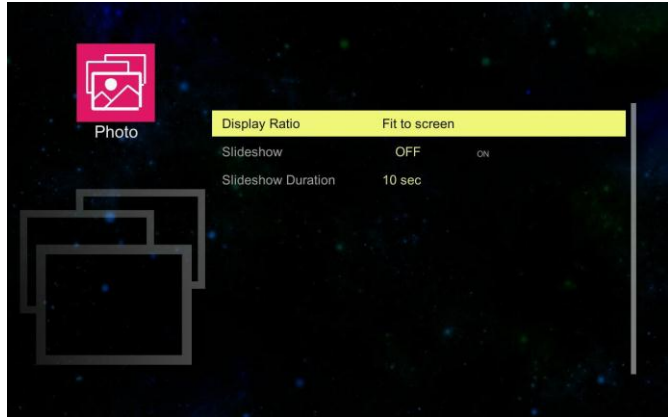 Photo
Display Ratio Fit to screen
Slideshow OFF ON
Slideshow Duration 10 sec